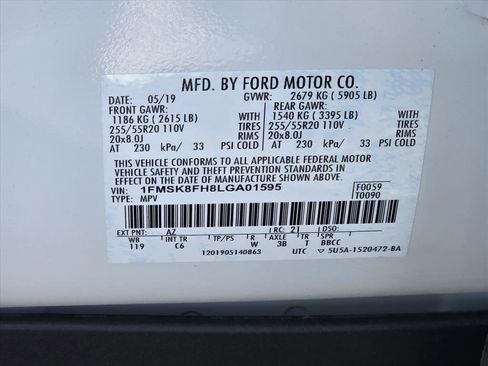 MFD. BY FORD MOTOR CO.
DATE: 05/19 GVWR: 2679 KG ( 5905 LB)
FRONT GAWR: REAR GAWR:
1186 KG ( 2615 LB) WITH 1540 KG ( 3395 LB) WITH
255/55R20 110V TIRES 255/55R20 110V TIRES
20x8.0J RIMS 20x8.0J RIMS
AT 230 kPa/ 33 PSI COLD AT 230 kPa/ 33 PSI COLD
THIS VEHICLE CONFORMS TO ALL APPLICABLE FEDERAL MOTOR
VEHICLE SAFETY AND THEFT PREVENTION STANDARDS IN EFFECT
ON THE DATE OF MANUFACTURE SHOWN ABOVE.
VIN: 1FMSK8FH8LGA01595 F0059
TYPE: MPV T0090
EXT PNT: AZ RC: 21 DSO:
WB INT TR TP/PS R AXLE TR
119 C6 W 3B T BBCC
1201905140863 UTC 5U5A-1520472-BA